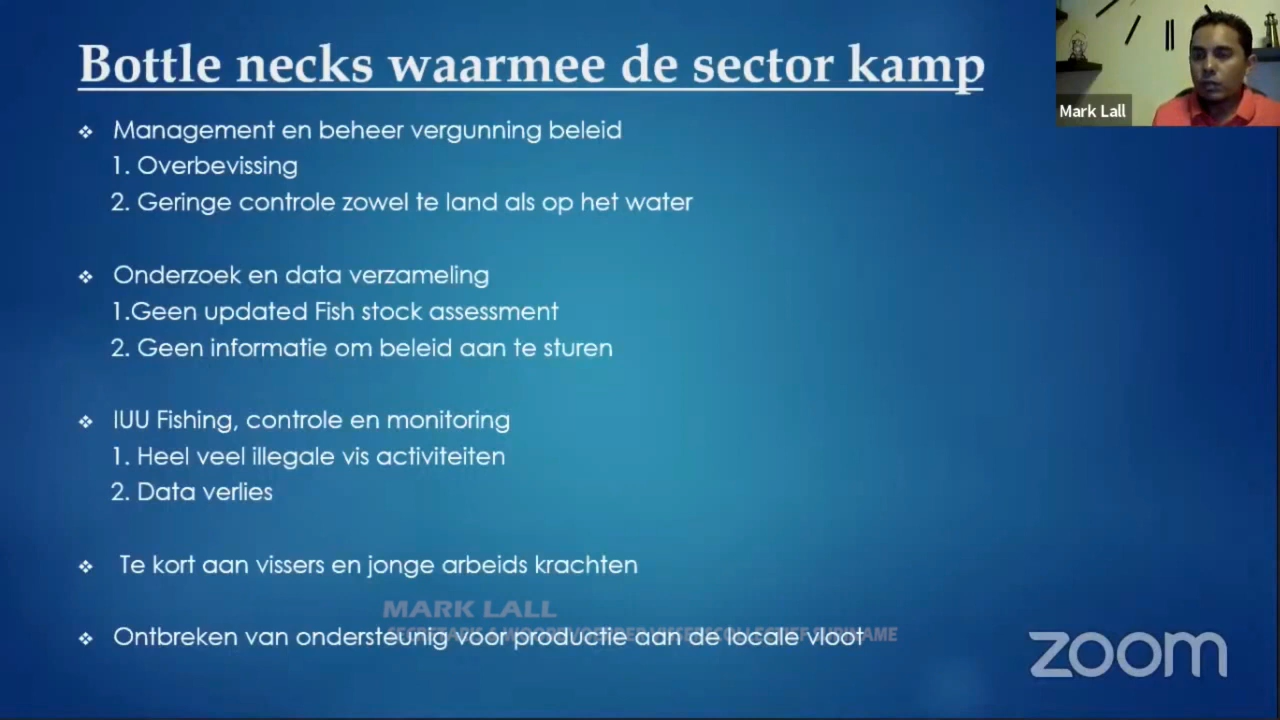 Bottle necks waarmee de sector kamp
Mark Lall
❖ Management en beheer vergunning beleid
1. Overbevissing
2. Geringe controle zowel te land als op het water
❖ Onderzoek en data verzameling
1.Geen updated Fish stock assessment
2. Geen informatie om beleid aan te sturen
❖ IUU Fishing, controle en monitoring
1. Heel veel illegale vis activiteiten
2. Data verlies
❖ Te kort aan vissers en jonge arbeids krachten
MARK LALL
❖ Ontbreken van ondersteunig voor productie aan de locale vloot
zoom